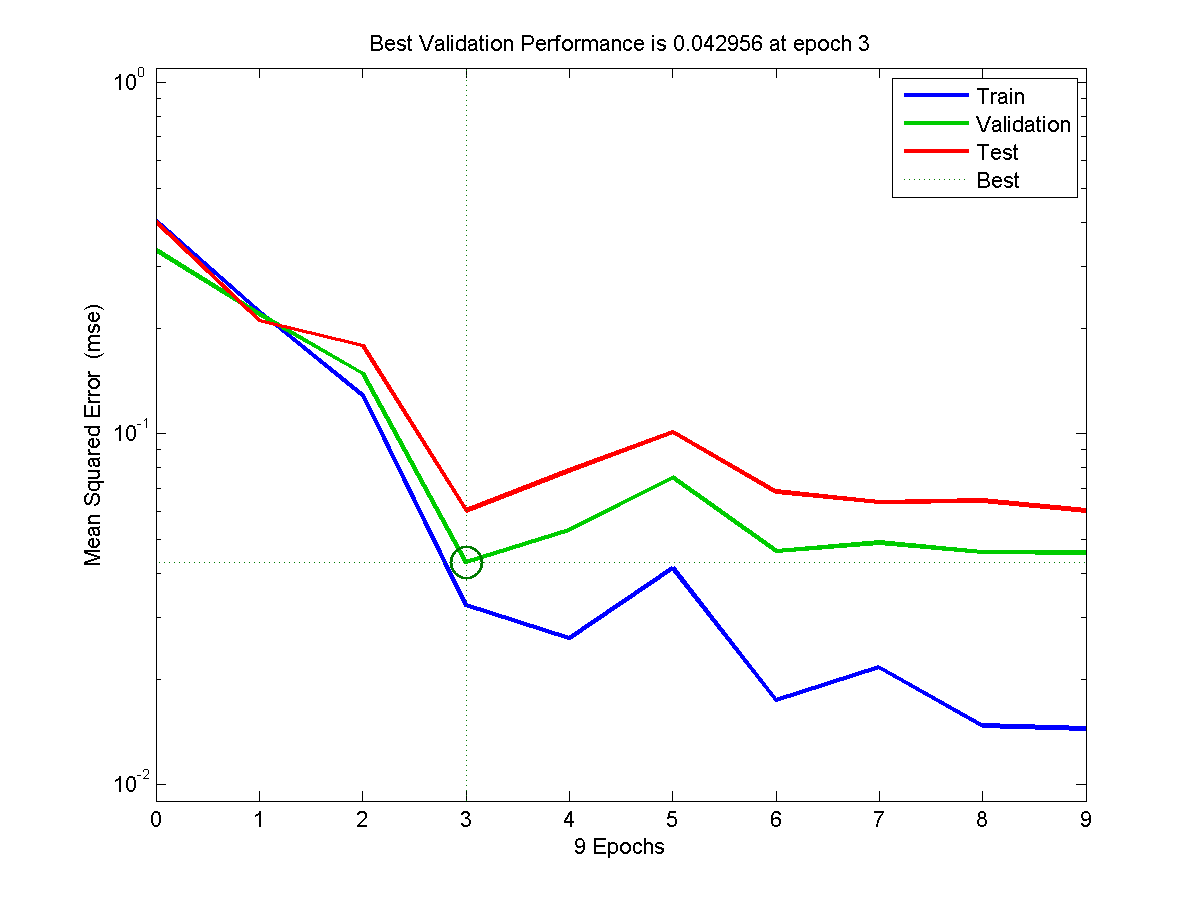 Best Validation Performance is 0.042956 at epoch 3
10^0
10^-1
10^-2
Mean Squared Error (mse)
Train
Validation
Test
Best
0 1 2 3 4 5 6 7 8 9
9 Epochs